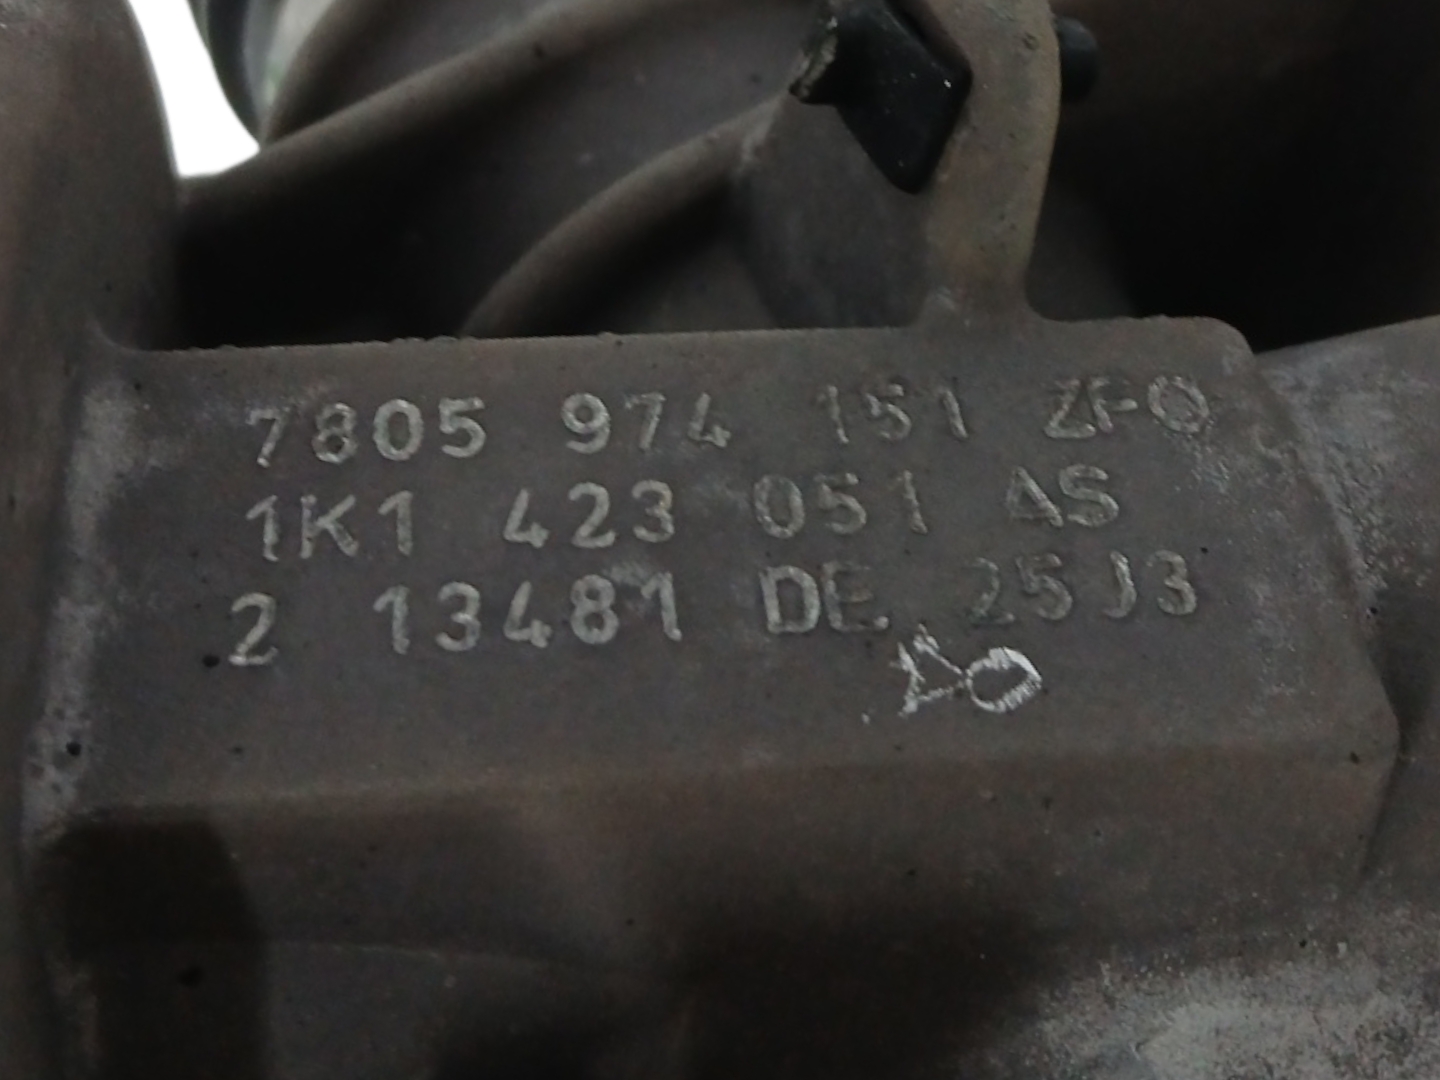 7805 974 151 ZFO
1K1 423 051 AS
2 13481 DE 25J3